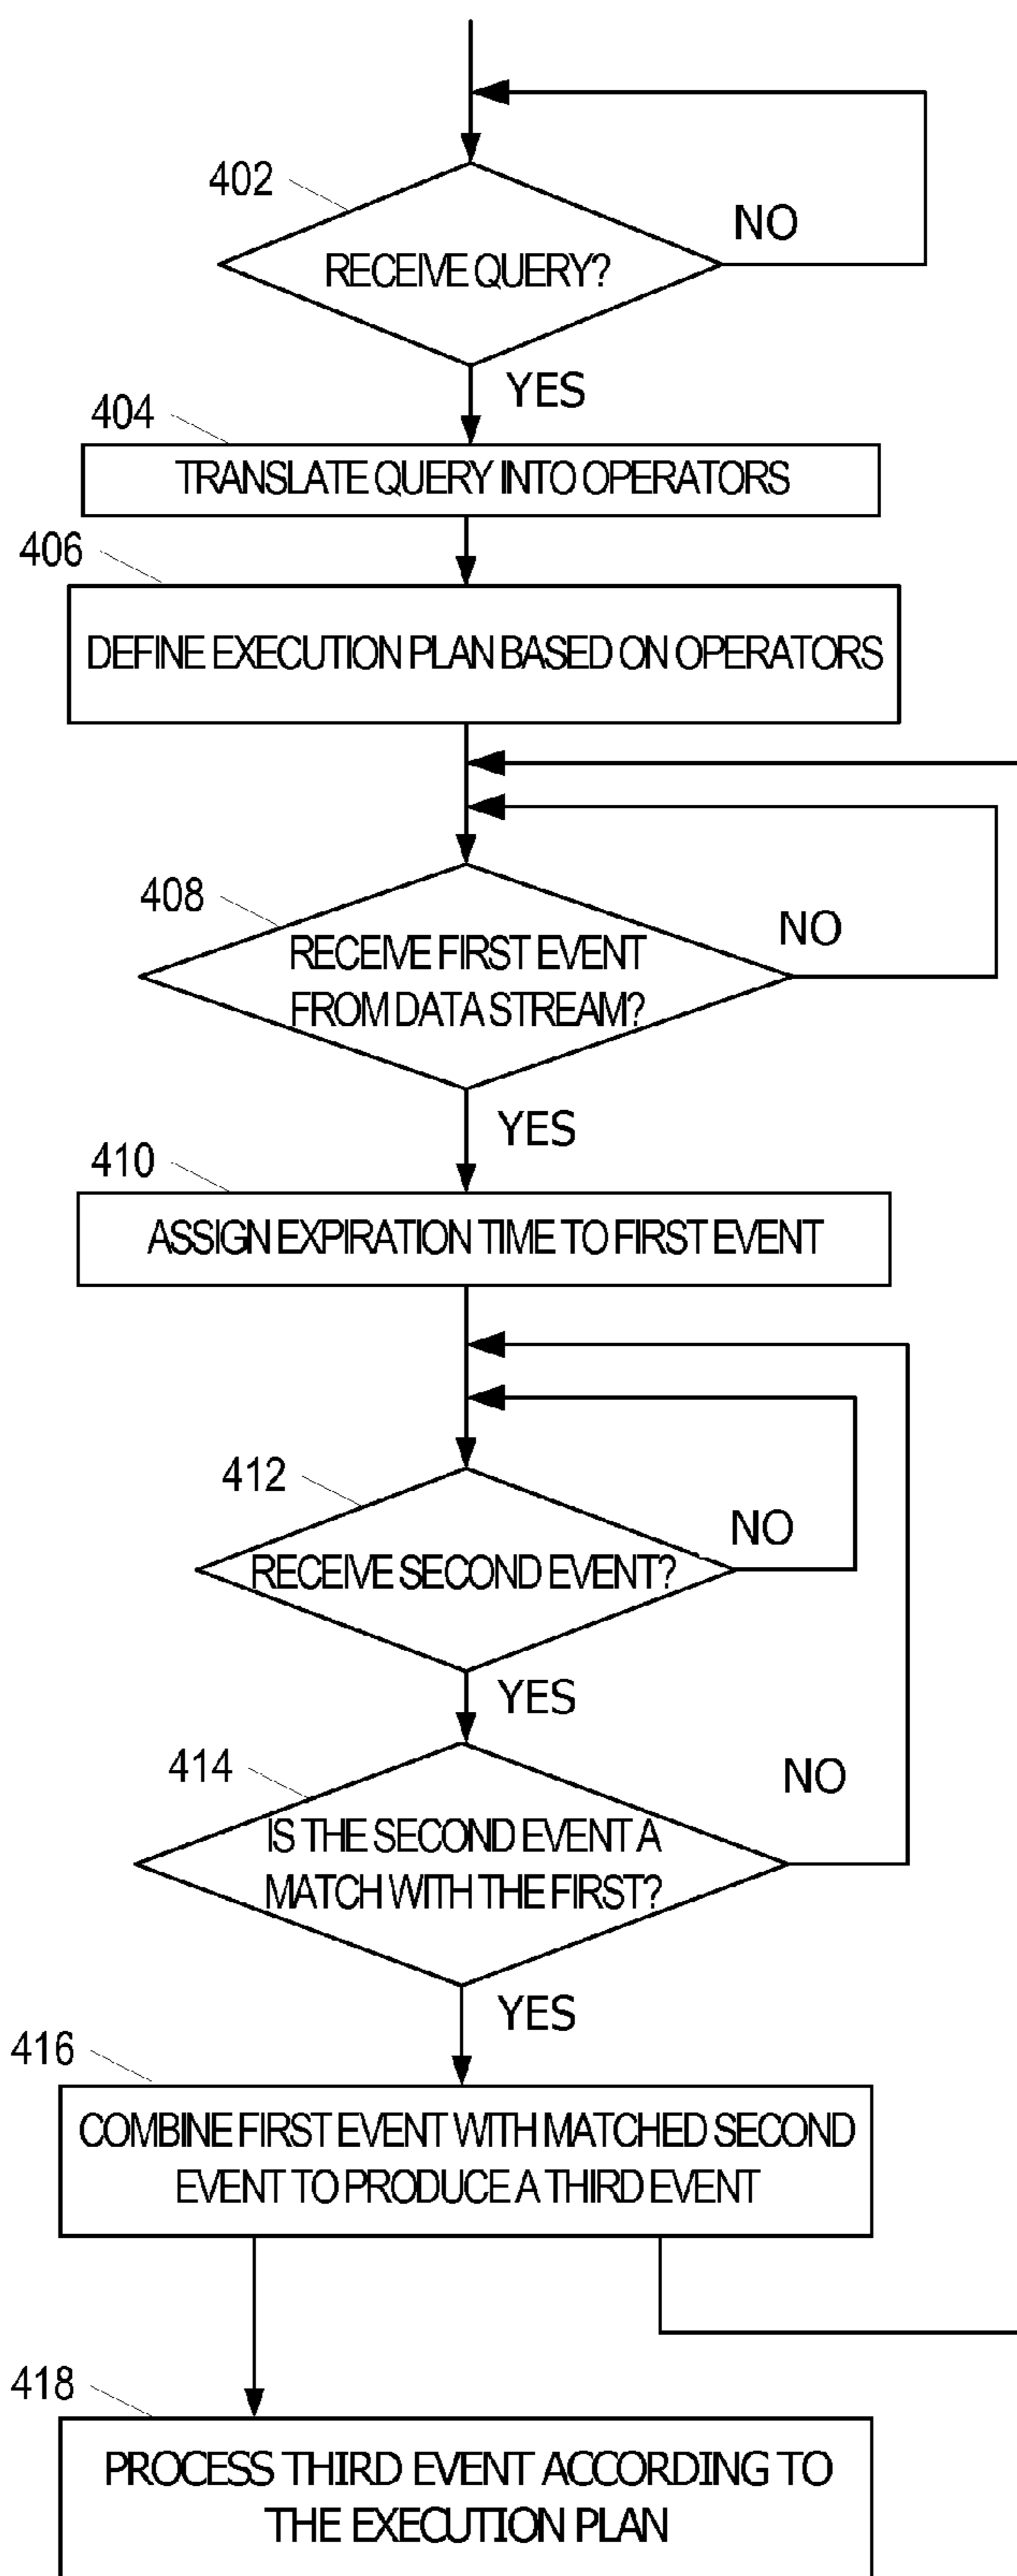 402
RECEIVE QUERY?
NO
YES
404
TRANSLATE QUERY INTO OPERATORS
406
DEFINE EXECUTION PLAN BASED ON OPERATORS
408
RECEIVE FIRST EVENT
FROM DATA STREAM?
NO
YES
410
ASSIGN EXPIRATION TIME TO FIRST EVENT
412
RECEIVE SECOND EVENT?
NO
YES
414
IS THE SECOND EVENT A
MATCH WITH THE FIRST?
NO
YES
416
COMBINE FIRST EVENT WITH MATCHED SECOND
EVENT TO PRODUCE A THIRD EVENT
418
PROCESS THIRD EVENT ACCORDING TO
THE EXECUTION PLAN